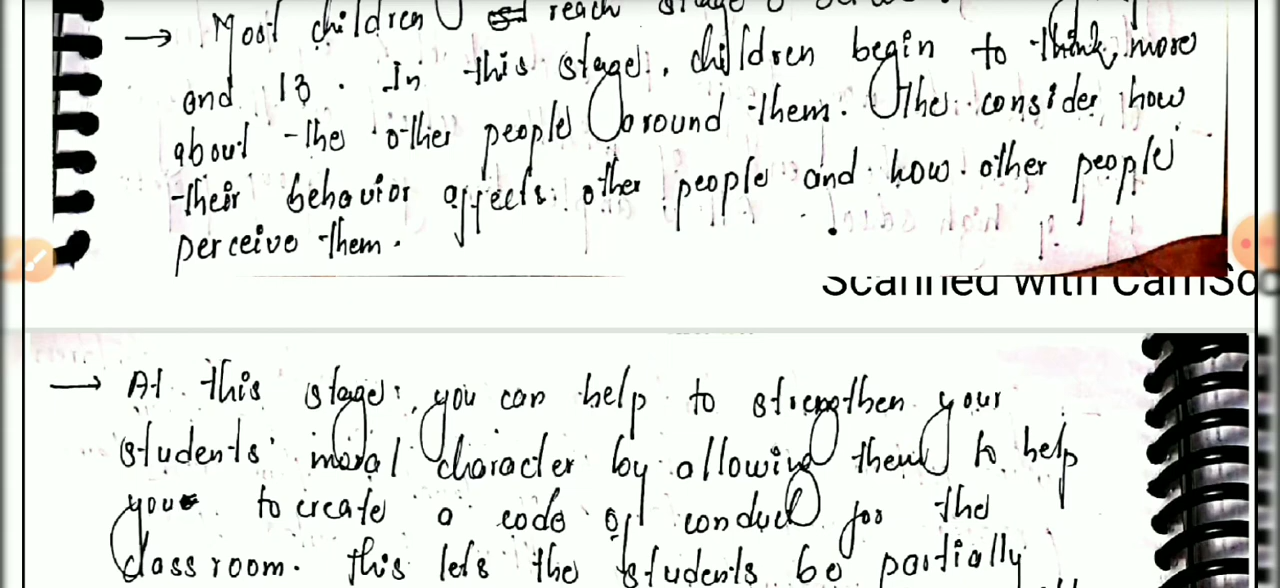 → Most children reach stage 3
and 13. In this stage, children begin to think more
about the other people around them. The consider how
their behavior affects other people and how other people
perceive them.
Scanned with CamSc
→ At this stage, you can help to strengthen your
students' moral character by allowing them to help
you to create a code of conduct for the
classroom. this lets the students be partially